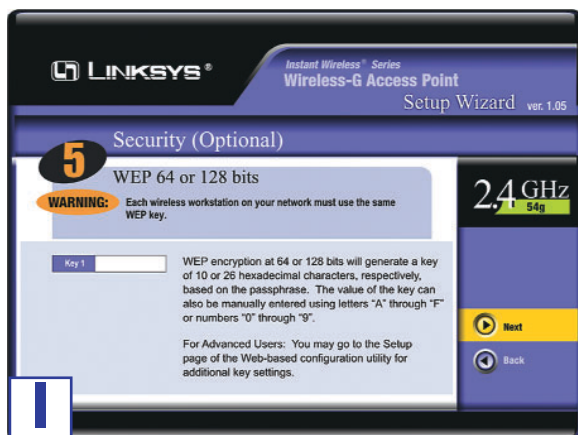 LINKSYS®
Instant Wireless® Series
Wireless-G Access Point
Setup Wizard ver. 1.05
Security (Optional)
5
WEP 64 or 128 bits
WARNING: Each wireless workstation on your network must use the same
WEP key.
2.4 GHz
54g
Key 1
WEP encryption at 64 or 128 bits will generate a key
of 10 or 26 hexadecimal characters, respectively,
based on the passphrase. The value of the key can
also be manually entered using letters "A" through "F"
or numbers "0" through "9".
For Advanced Users: You may go to the Setup
page of the Web-based configuration utility for
additional key settings.
Next
Back
I